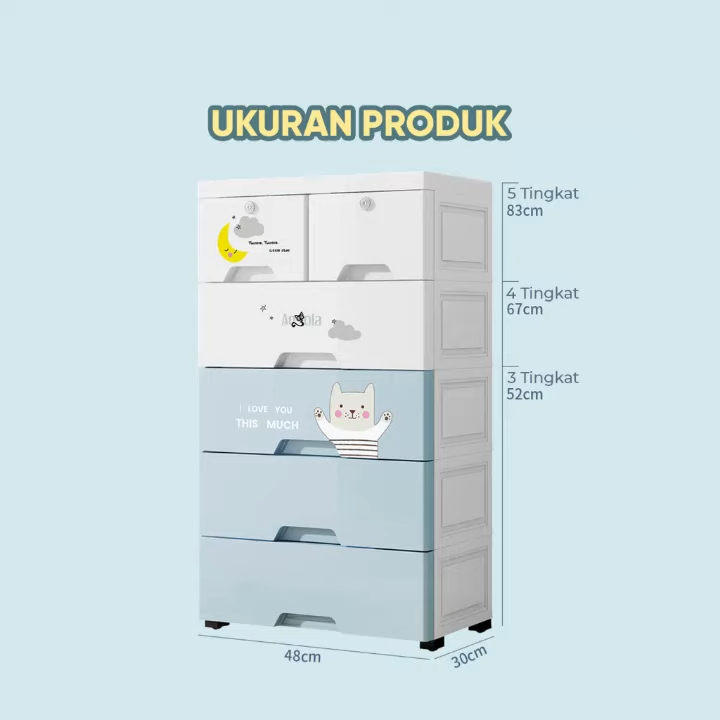 UKURAN PRODUK
5 Tingkat
83cm
4 Tingkat
67cm
3 Tingkat
52cm
I LOVE YOU
THIS MUCH
48cm
30cm